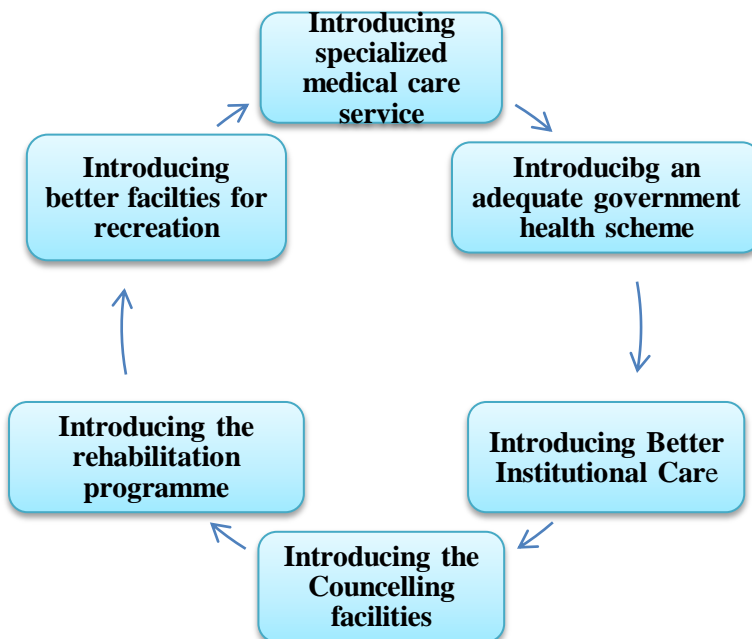 Introducing
specialized
medical care
service
Introducibg an
adequate government
health scheme
Introducing Better
Institutional Care
Introducing the
Councelling
facilities
Introducing the
rehabilitation
programme
Introducing
better facilties for
recreation